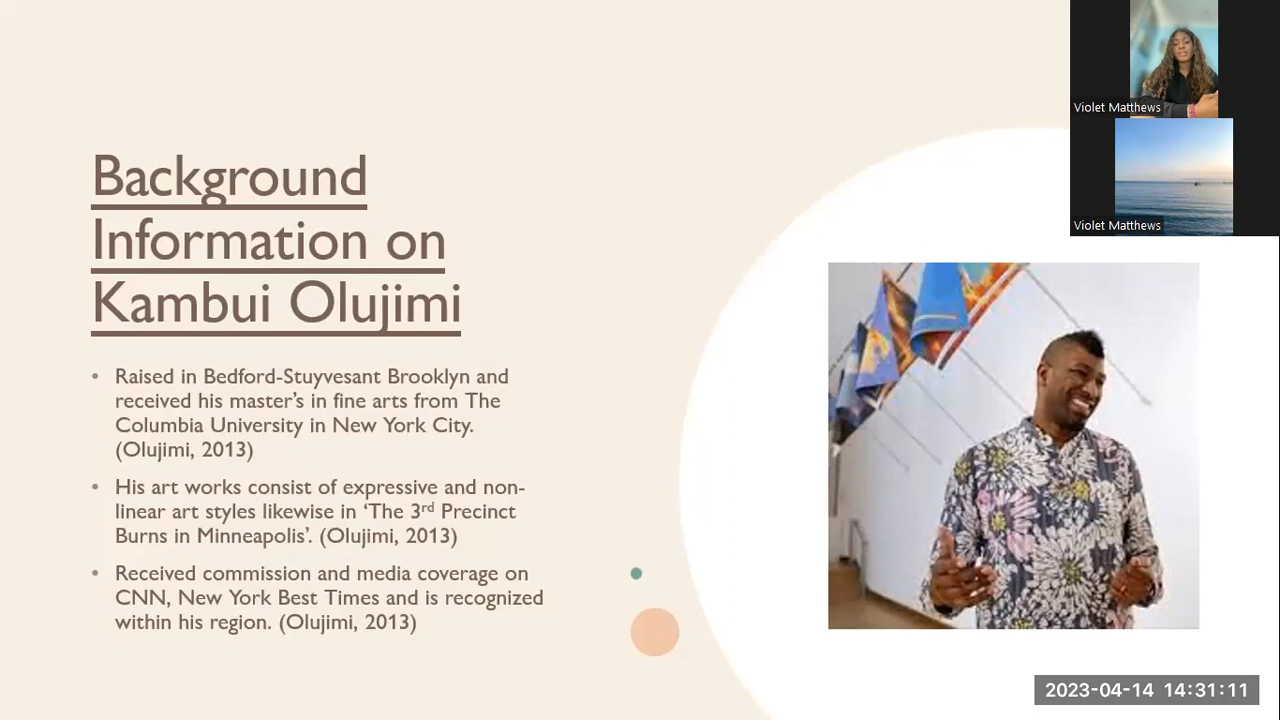 Background
Information on
Kambui Olujimi
• Raised in Bedford-Stuyvesant Brooklyn and
received his master’s in fine arts from The
Columbia University in New York City.
(Olujimi, 2013)
• His art works consist of expressive and non-
linear art styles likewise in ‘The 3rd Precinct
Burns in Minneapolis’. (Olujimi, 2013)
• Received commission and media coverage on
CNN, New York Best Times and is recognized
within his region. (Olujimi, 2013)
Violet Matthews
Violet Matthews
2023-04-14 14:31:11